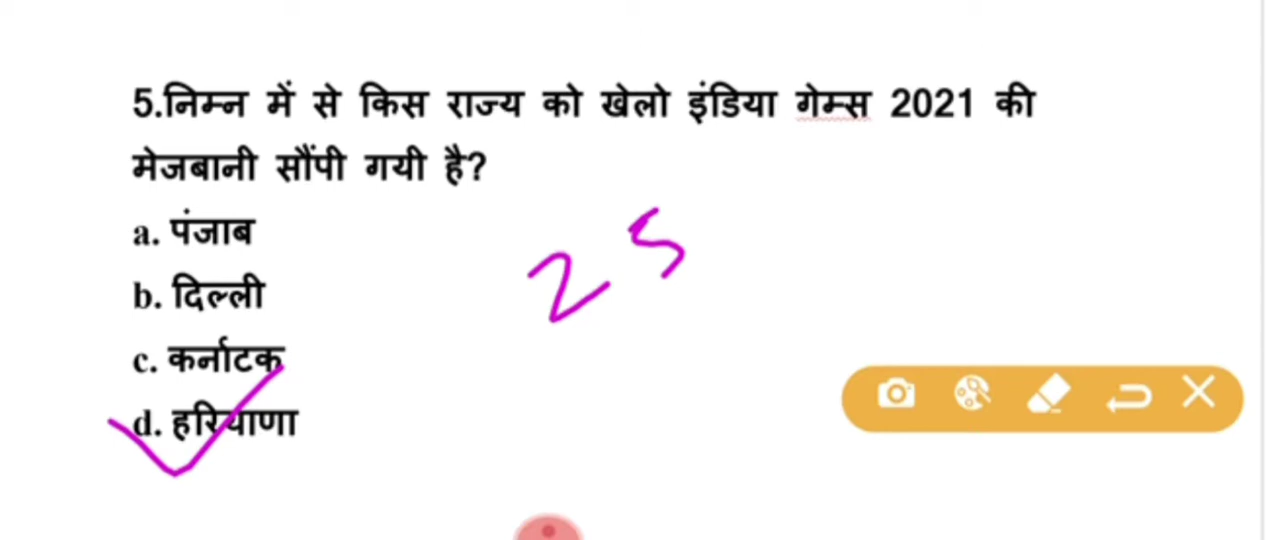 5.निम्न में से किस राज्य को खेलो इंडिया गेम्स 2021 की
मेजबानी सौंपी गयी है?
a. पंजाब
25
b. दिल्ली
c. कर्नाटक
d. हरियाणा